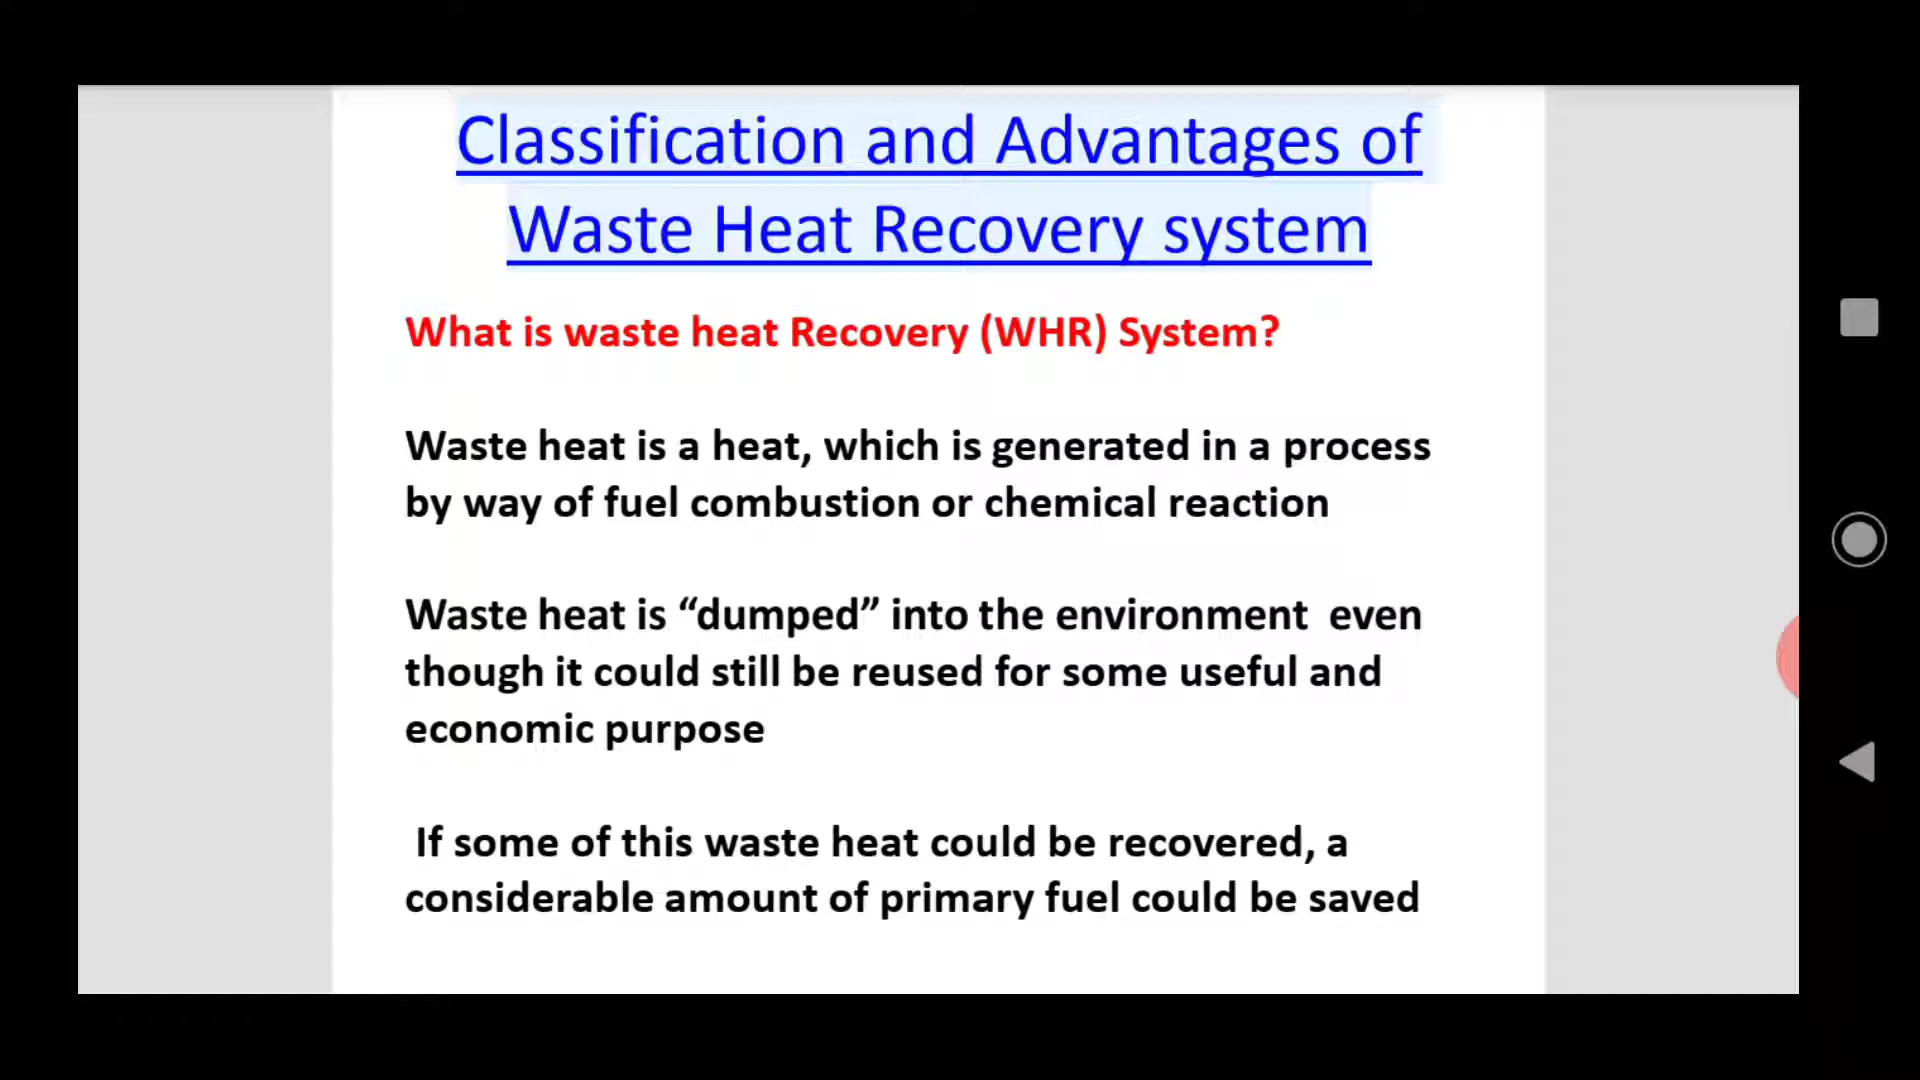 Classification and Advantages of
Waste Heat Recovery system
What is waste heat Recovery (WHR) System?
Waste heat is a heat, which is generated in a process
by way of fuel combustion or chemical reaction
Waste heat is “dumped” into the environment  even
though it could still be reused for some useful and
economic purpose
If some of this waste heat could be recovered, a
considerable amount of primary fuel could be saved